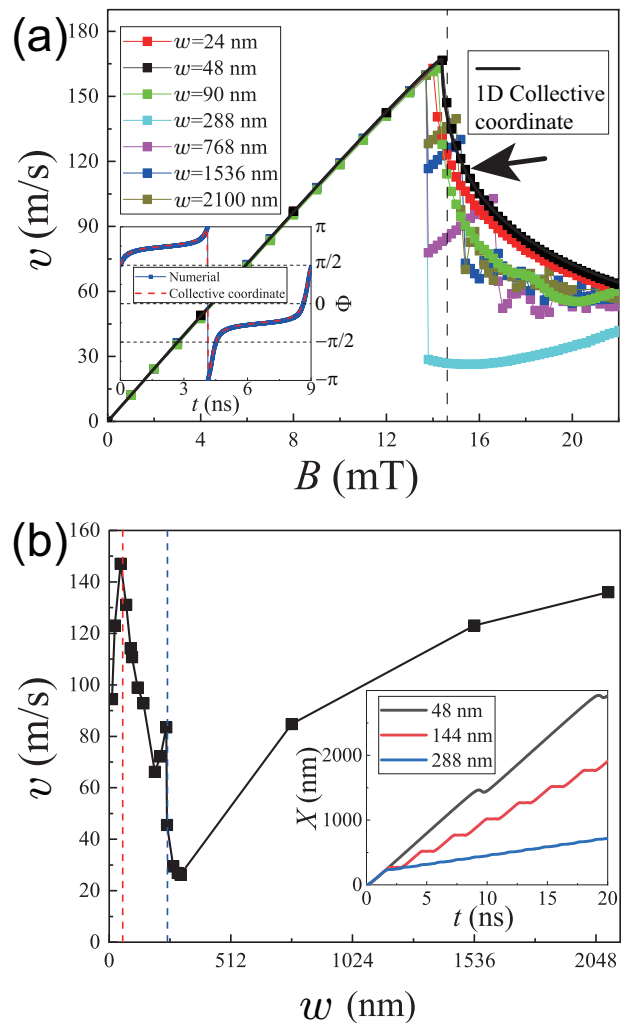 (a)
180
150
120
90
60
30
0
v (m/s)
w=24 nm
w=48 nm
w=90 nm
w=288 nm
w=768 nm
w=1536 nm
w=2100 nm
1D Collective
coordinate
Numerial
Collective coordinate
π
π/2
0
−π/2
−π
Φ
0 3 6 9
t (ns)
0 4 8 12 16 20
B (mT)
(b)
160
140
120
100
80
60
40
20
0
v (m/s)
48 nm
144 nm
288 nm
2000
1000
0
X (nm)
0 5 10 15 20
t (ns)
0 512 1024 1536 2048
w (nm)